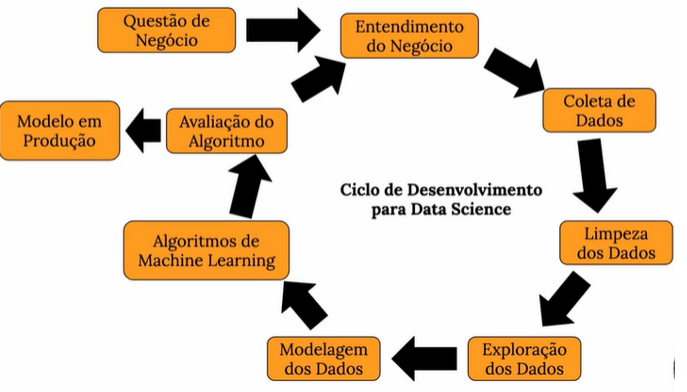 Questão de
Negócio
Entendimento
do Negócio
Coleta de
Dados
Limpeza
dos Dados
Exploração
dos Dados
Modelagem
dos Dados
Algoritmos de
Machine Learning
Avaliação do
Algoritmo
Modelo em
Produção
Ciclo de Desenvolvimento
para Data Science